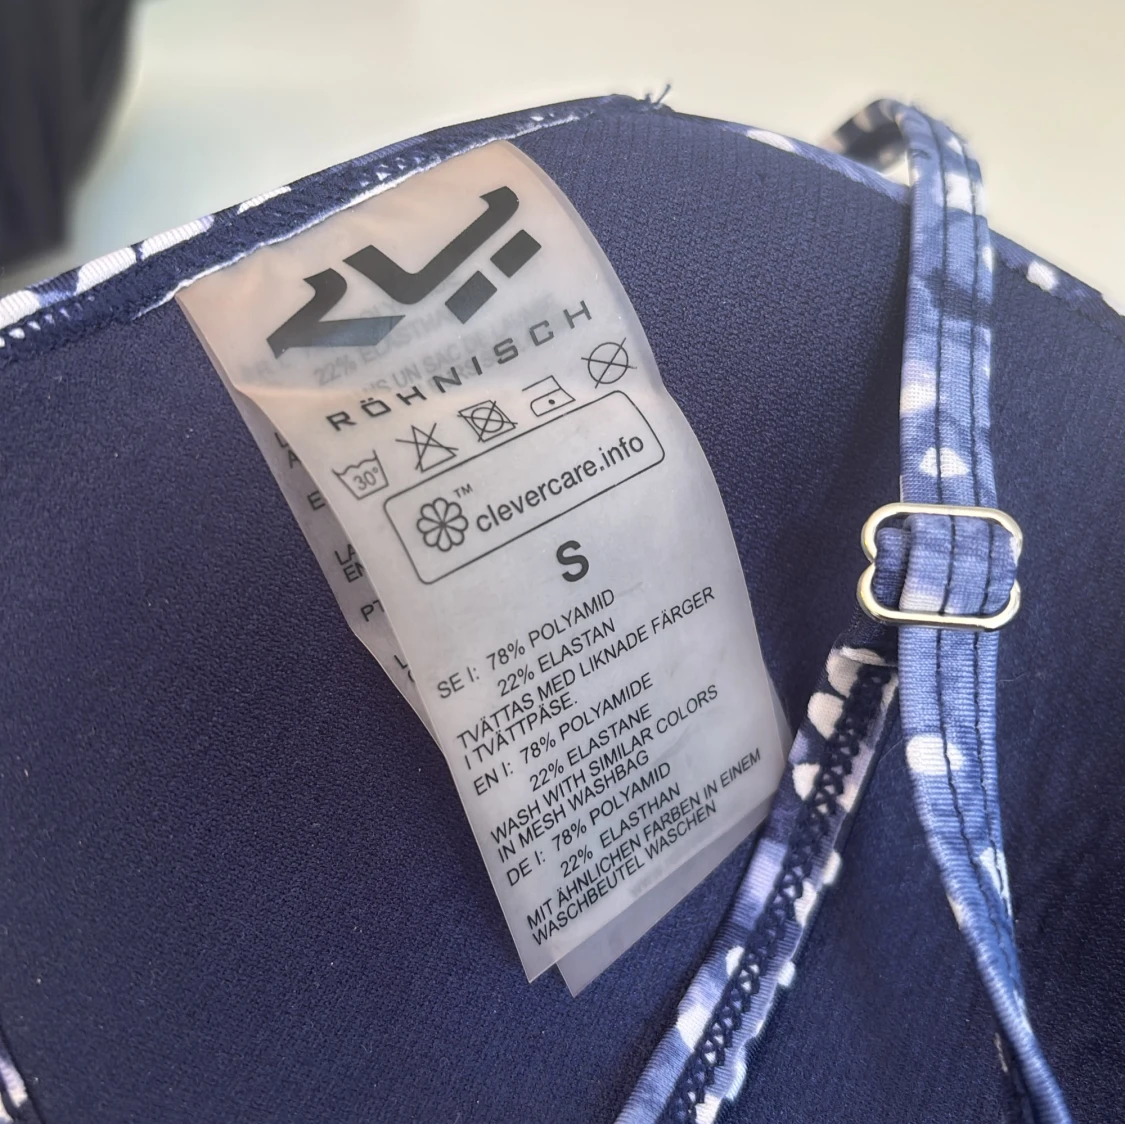 RÖHNISCH
30°
™ clevercare.info
S
SE I: 78% POLYAMID
22% ELASTAN
TVÄTTAS MED LIKNADE FÄRGER
I TVÄTTPÅSE.
EN I: 78% POLYAMIDE
22% ELASTANE
WASH WITH SIMILAR COLORS
IN MESH WASHBAG
DE I: 78% POLYAMID
22% ELASTHAN
MIT ÄHNLICHEN FARBEN IN EINEM
WASCHBEUTEL WASCHEN